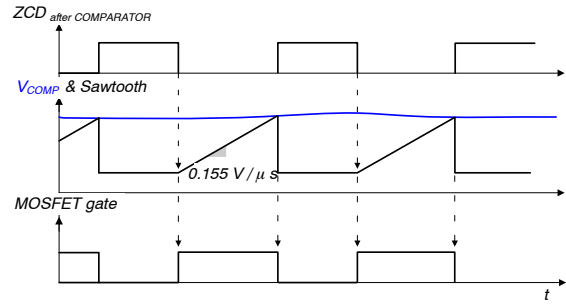 ZCD after COMPARATOR
VCOMP & Sawtooth
0.155 V / μ s
MOSFET gate
t